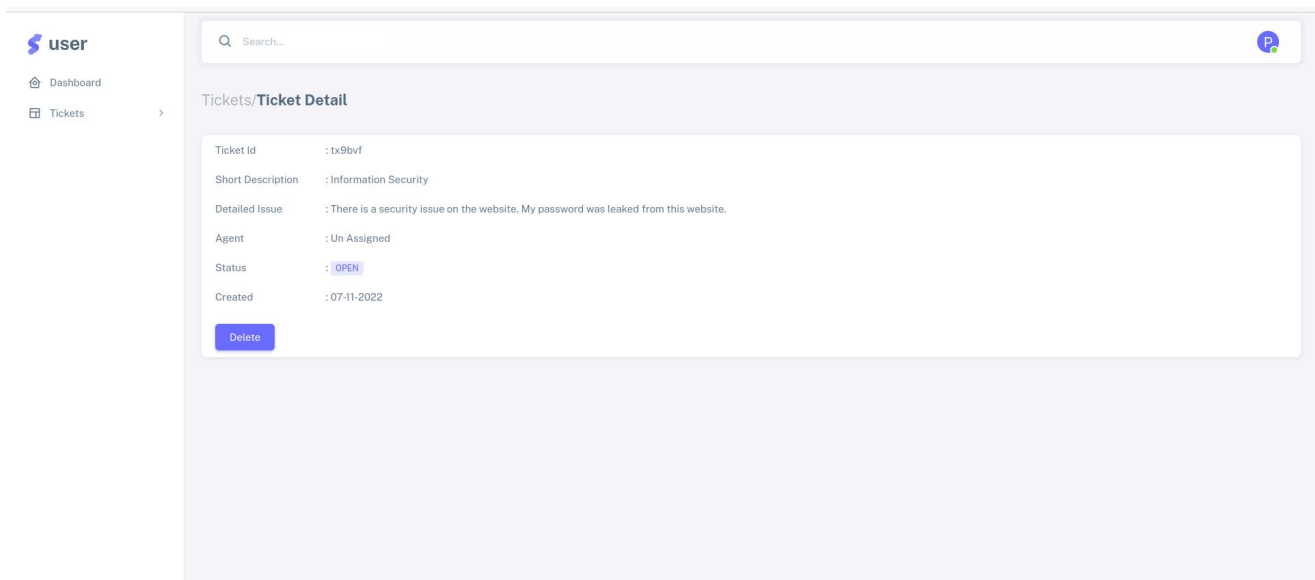 user
Search...
P
Dashboard
Tickets
Tickets/Ticket Detail
Ticket Id : tx9bvf
Short Description : Information Security
Detailed Issue : There is a security issue on the website. My password was leaked from this website.
Agent : Un Assigned
Status : OPEN
Created : 07-11-2022
Delete